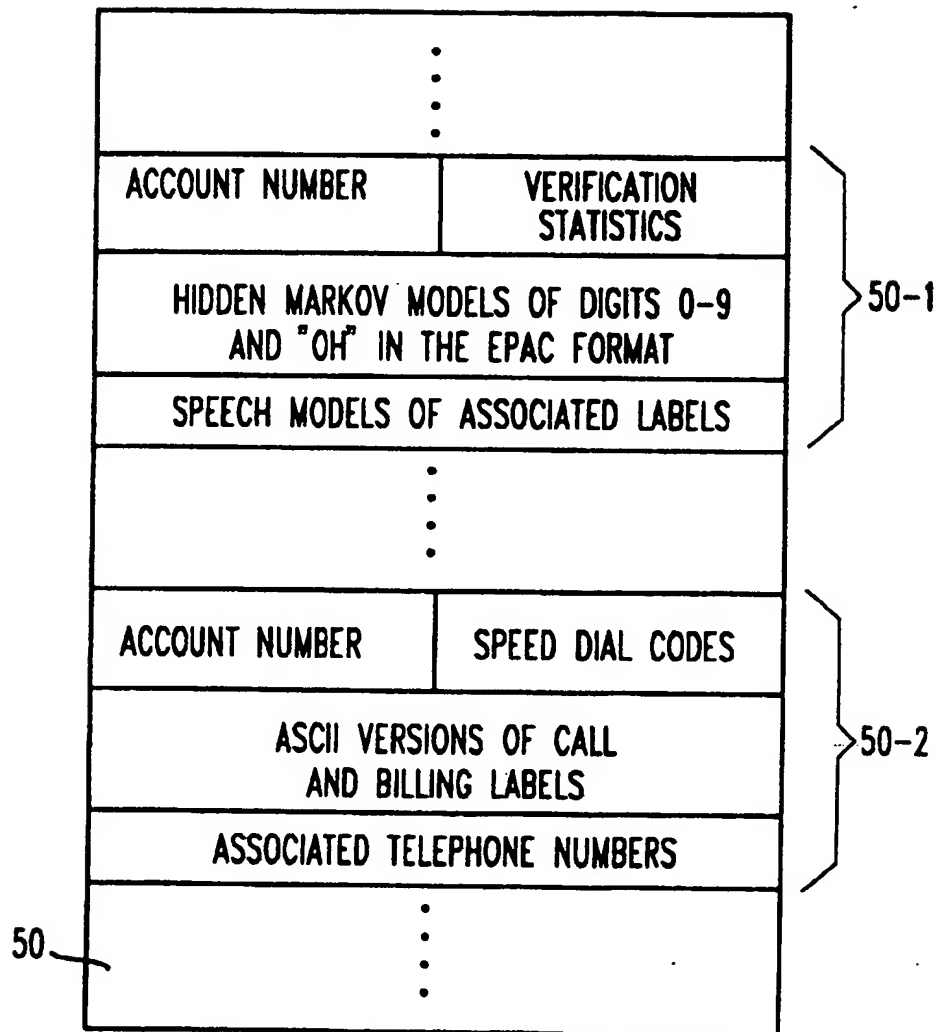 ACCOUNT NUMBER
VERIFICATION
STATISTICS
HIDDEN MARKOV MODELS OF DIGITS 0-9
AND "OH" IN THE EPAC FORMAT
SPEECH MODELS OF ASSOCIATED LABELS
50-1
ACCOUNT NUMBER
SPEED DIAL CODES
ASCII VERSIONS OF CALL
AND BILLING LABELS
ASSOCIATED TELEPHONE NUMBERS
50-2
50